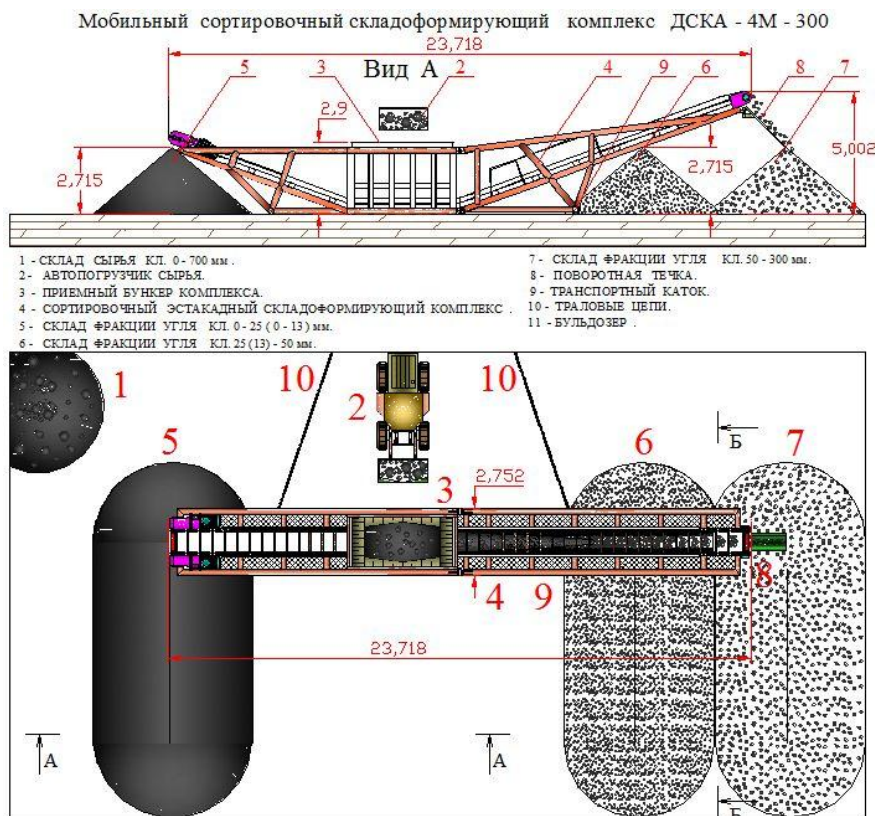 Мобильный сортировочный складоформирующий комплекс ДСКА - 4М - 300
23,718
Вид А
5
3
2
4
9
6
8
7
2,9
2,715
2,715
5,002
1 - СКЛАД СЫРЬЯ КЛ. 0 - 700 мм.
2 - АВТОПОГРУЗЧИК СЫРЬЯ.
3 - ПРИЕМНЫЙ БУНКЕР КОМПЛЕКСА.
4 - СОРТИРОВОЧНЫЙ ЭСТАКАДНЫЙ СКЛАДОФОРМИРУЮЩИЙ КОМПЛЕКС .
5 - СКЛАД ФРАКЦИИ УГЛЯ КЛ. 0 - 25 ( 0 - 13 ) мм.
6 - СКЛАД ФРАКЦИИ УГЛЯ КЛ. 25 (13) - 50 мм.
7 - СКЛАД ФРАКЦИИ УГЛЯ КЛ. 50 - 300 мм.
8 - ПОВОРОТНАЯ ТЕЧКА.
9 - ТРАНСПОРТНЫЙ КАТОК.
10 - ТРАЛОВЫЕ ЦЕПИ.
11 - БУЛЬДОЗЕР .
1
10
2
10
5
6
Б
7
3
2,752
4
9
8
23,718
А
А
Б